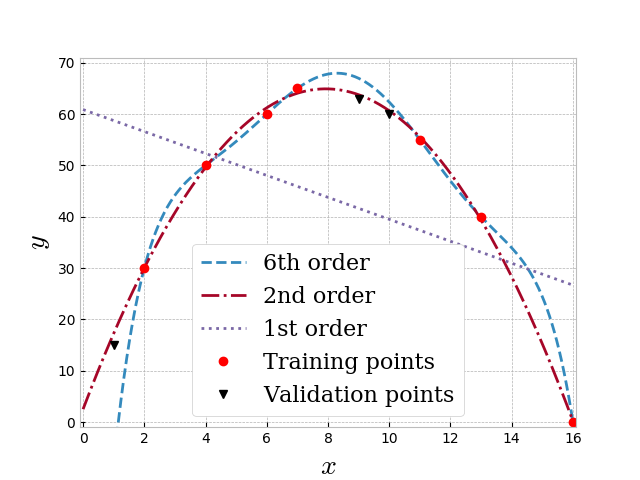 70
60
50
40
30
20
10
0
y
6th order
2nd order
1st order
Training points
Validation points
0 2 4 6 8 10 12 14 16
x